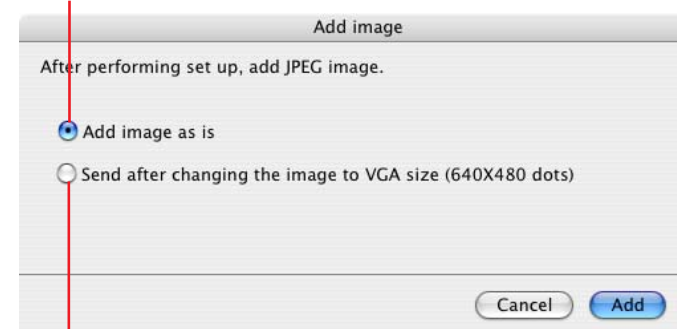 Add image
After performing set up, add JPEG image.
Add image as is
Send after changing the image to VGA size (640X480 dots)
Cancel Add